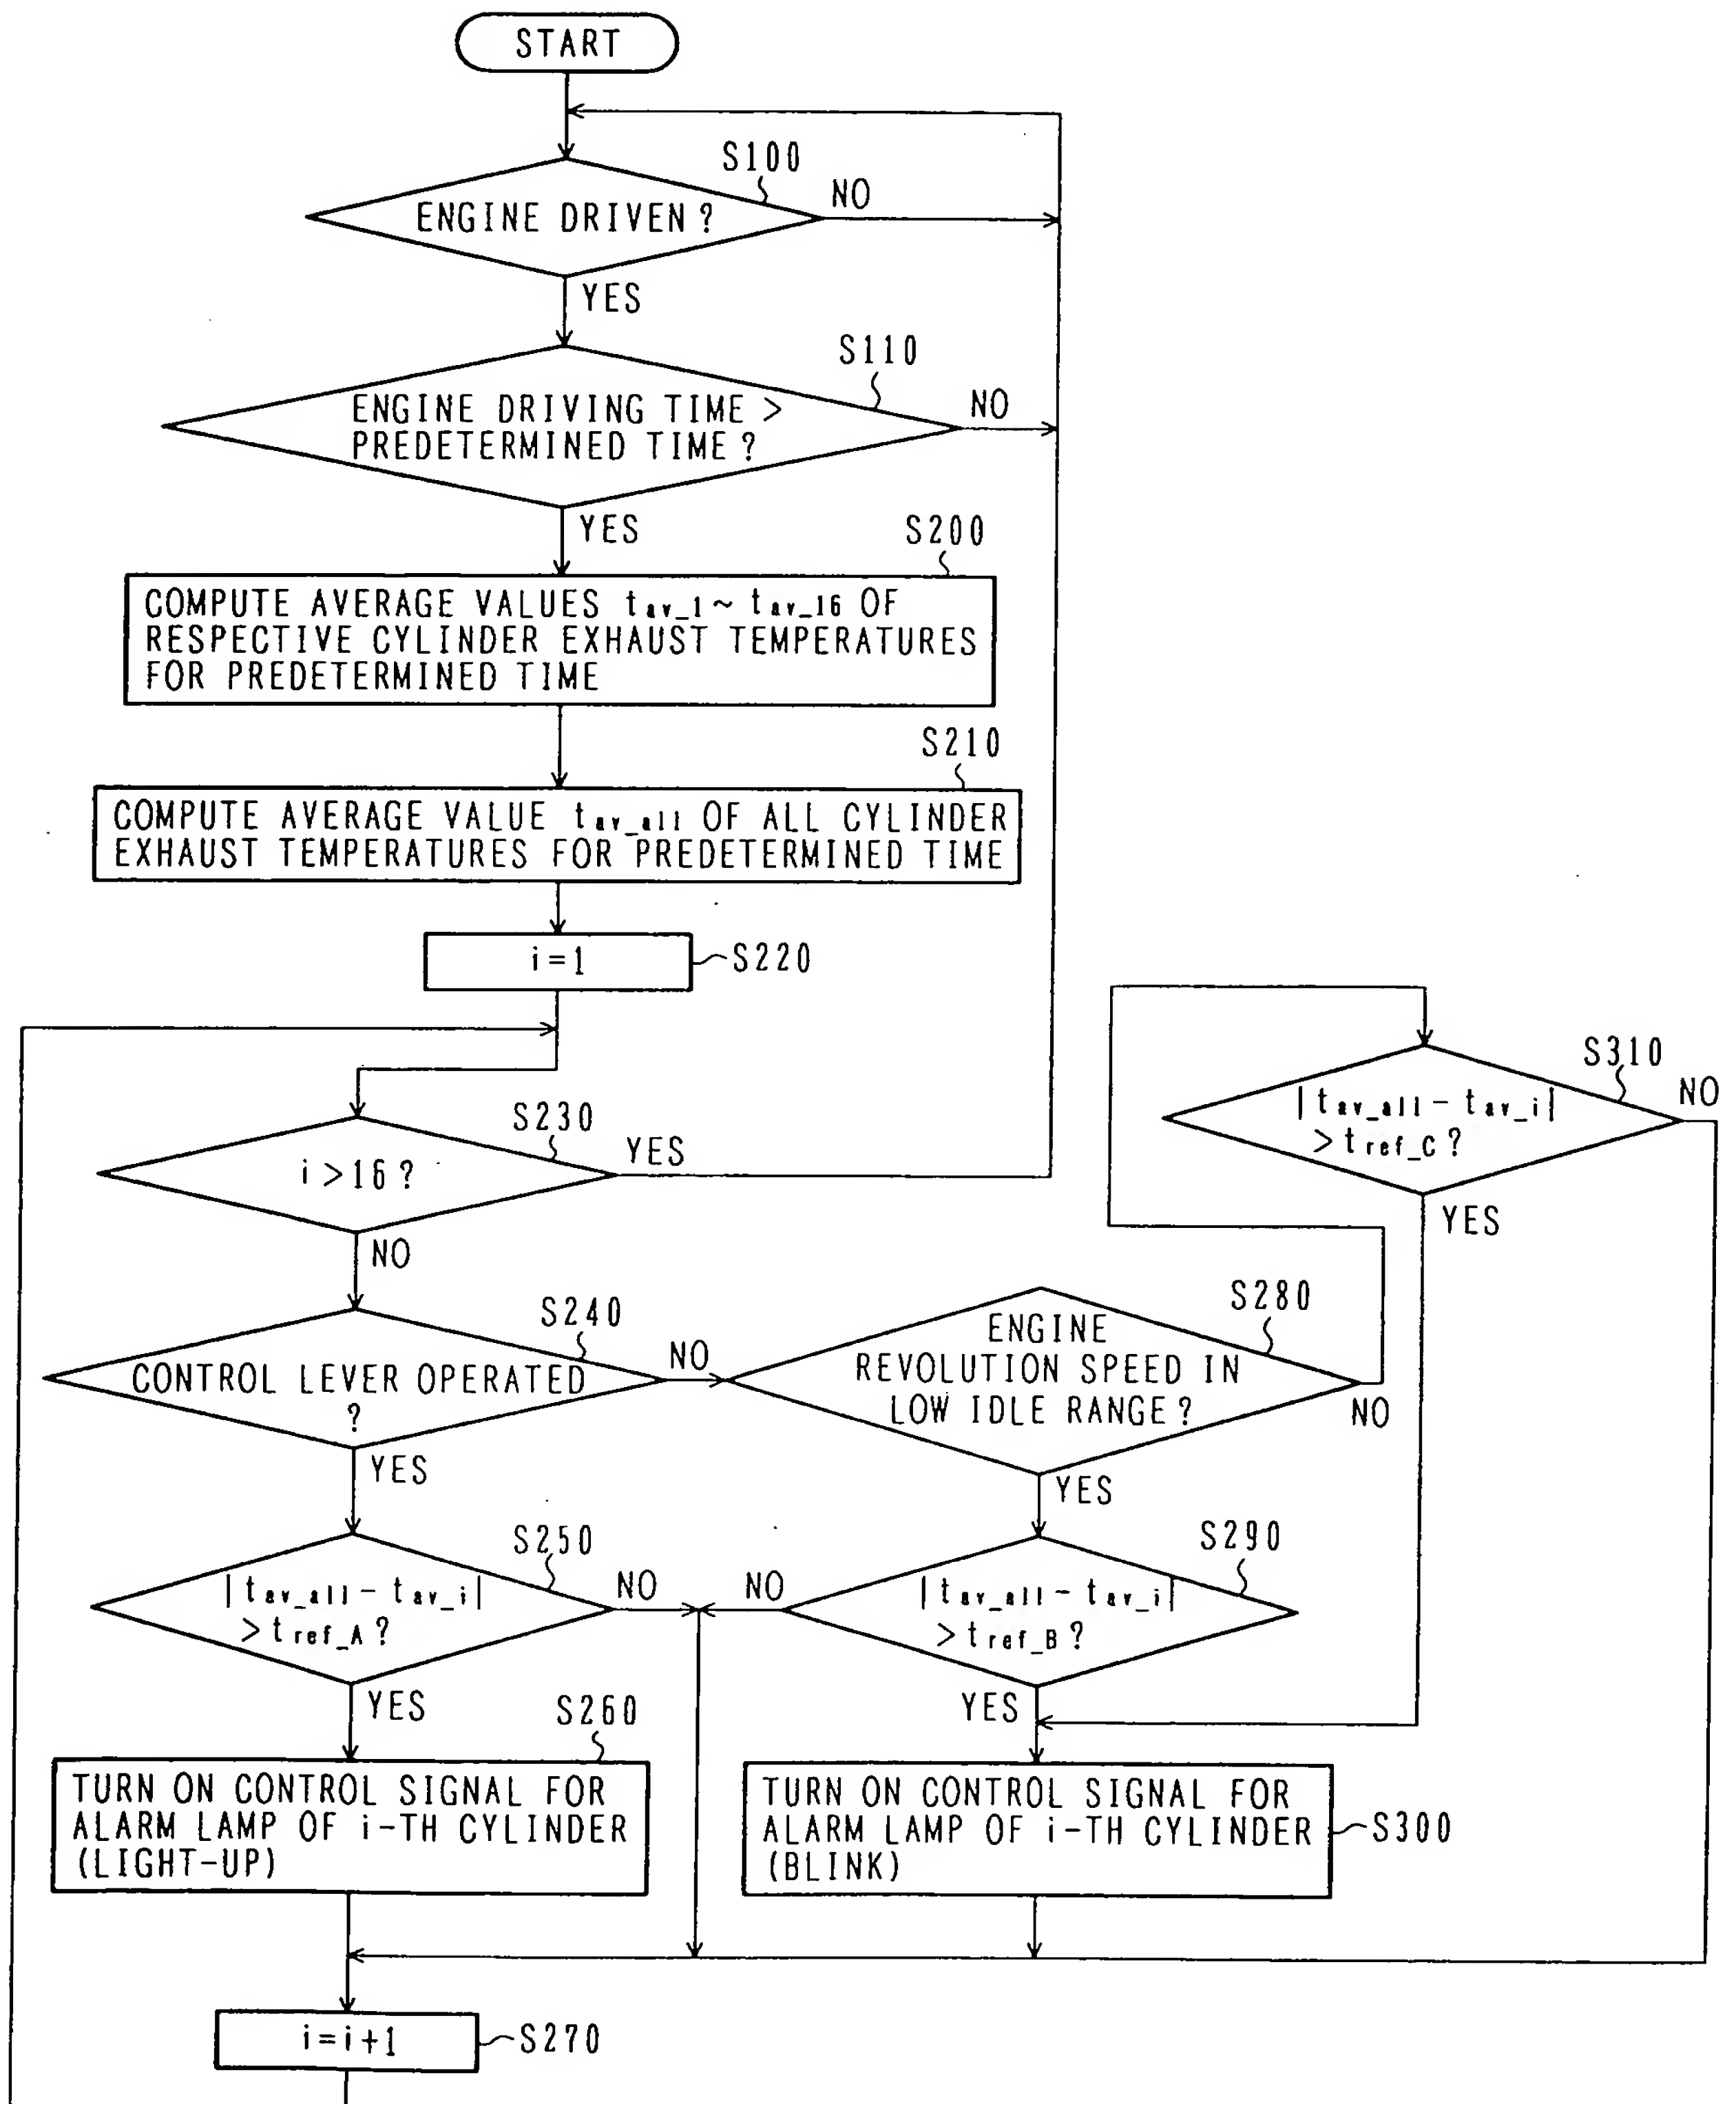 START
S100
ENGINE DRIVEN ?
NO
YES
S110
ENGINE DRIVING TIME >
PREDETERMINED TIME ?
NO
YES
S200
COMPUTE AVERAGE VALUES tav_1 ~ tav_16 OF
RESPECTIVE CYLINDER EXHAUST TEMPERATURES
FOR PREDETERMINED TIME
S210
COMPUTE AVERAGE VALUE tav_all OF ALL CYLINDER
EXHAUST TEMPERATURES FOR PREDETERMINED TIME
i=1
S220
S230
i >16 ?
YES
NO
S310
|tav_all - tav_i|
> tref_C ?
NO
YES
S240
CONTROL LEVER OPERATED
?
NO
YES
S280
ENGINE
REVOLUTION SPEED IN
LOW IDLE RANGE ?
NO
YES
S250
|tav_all - tav_i|
> tref_A ?
NO
YES
S290
|tav_all - tav_i|
> tref_B ?
NO
YES
S260
TURN ON CONTROL SIGNAL FOR
ALARM LAMP OF i-TH CYLINDER
(LIGHT-UP)
TURN ON CONTROL SIGNAL FOR
ALARM LAMP OF i-TH CYLINDER
(BLINK)
S300
i=i+1
S270